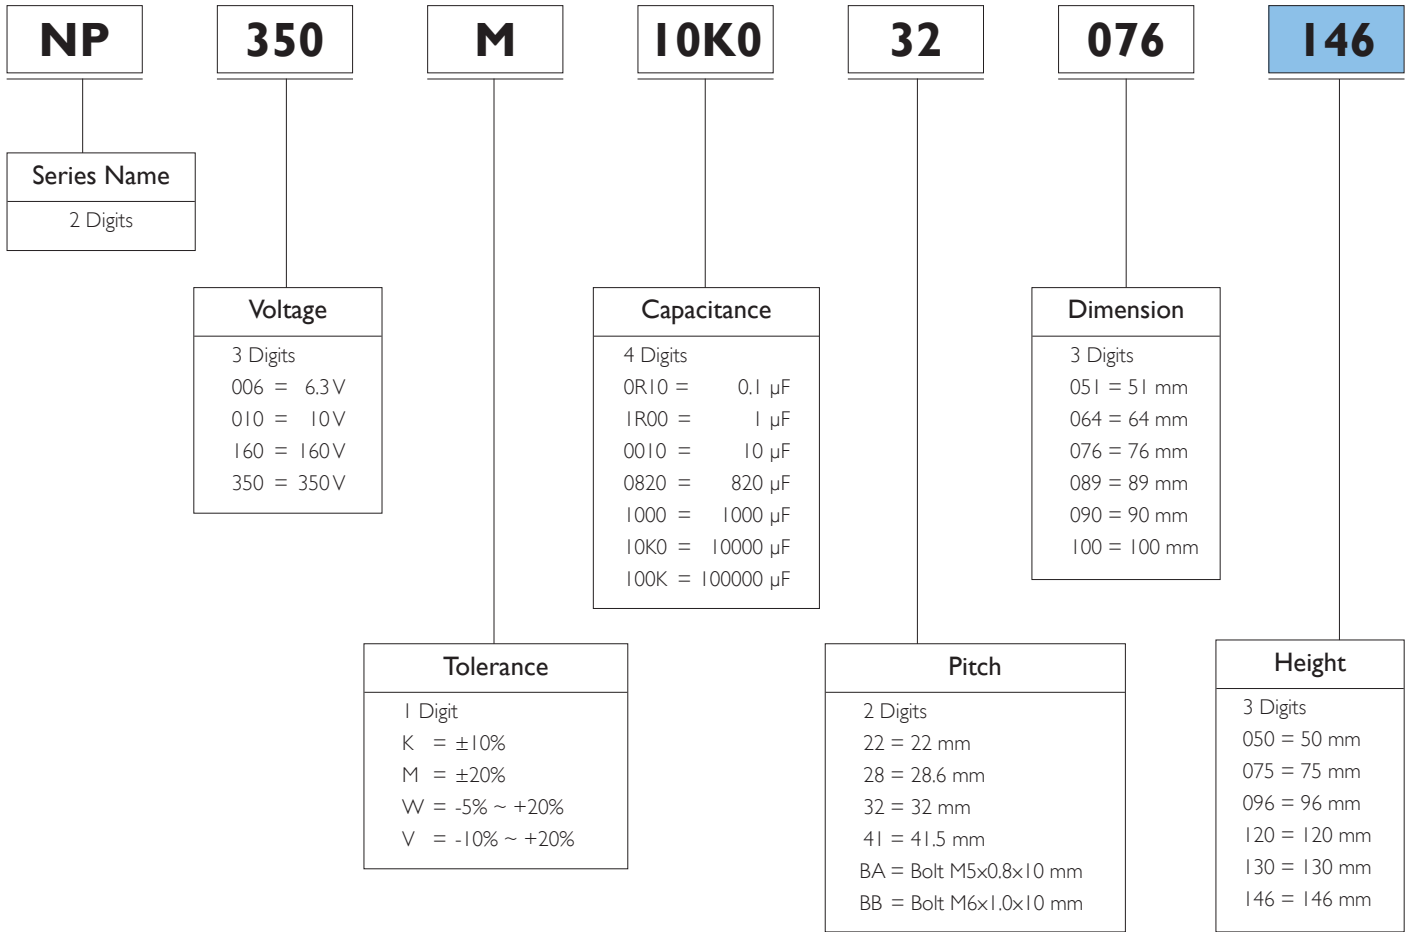 NP 350 M 10K0 32 076 146
Series Name
2 Digits
Voltage
3 Digits
006 = 6.3 V
010 = 10 V
160 = 160 V
350 = 350 V
Capacitance
4 Digits
0R10 = 0.1 µF
1R00 = 1 µF
0010 = 10 µF
0820 = 820 µF
1000 = 1000 µF
10K0 = 10000 µF
100K = 100000 µF
Dimension
3 Digits
051 = 51 mm
064 = 64 mm
076 = 76 mm
089 = 89 mm
090 = 90 mm
100 = 100 mm
Tolerance
1 Digit
K = ±10%
M = ±20%
W = -5% ~ +20%
V = -10% ~ +20%
Pitch
2 Digits
22 = 22 mm
28 = 28.6 mm
32 = 32 mm
41 = 41.5 mm
BA = Bolt M5x0.8x10 mm
BB = Bolt M6x1.0x10 mm
Height
3 Digits
050 = 50 mm
075 = 75 mm
096 = 96 mm
120 = 120 mm
130 = 130 mm
146 = 146 mm